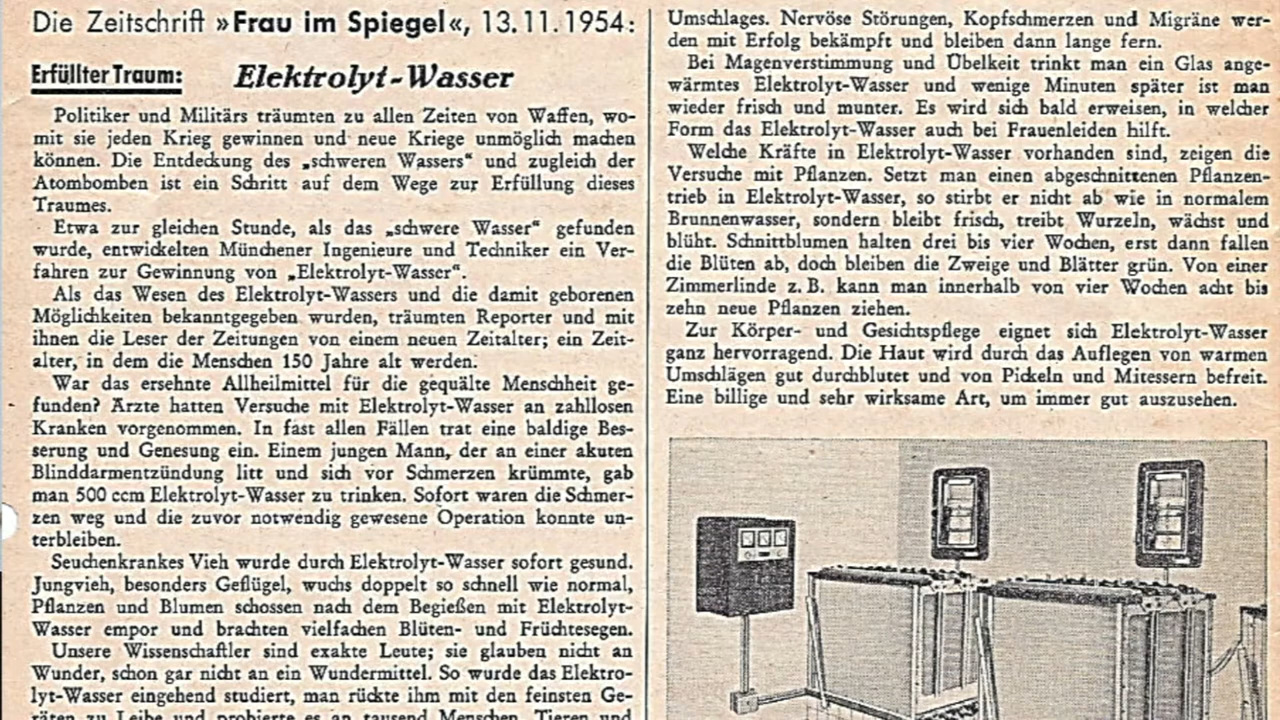 Die Zeitschrift »Frau im Spiegel«, 13.11.1954:
Erfüllter Traum: Elektrolyt-Wasser
Politiker und Militärs träumten zu allen Zeiten von Waffen, wo-
mit sie jeden Krieg gewinnen und neue Kriege unmöglich machen
können. Die Entdeckung des „schweren Wassers" und zugleich der
Atombomben ist ein Schritt auf dem Wege zur Erfüllung dieses
Traumes.
Etwa zur gleichen Stunde, als das „schwere Wasser" gefunden
wurde, entwickelten Münchener Ingenieure und Techniker ein Ver-
fahren zur Gewinnung von „Elektrolyt-Wasser".
Als das Wesen des Elektrolyt-Wassers und die damit geborenen
Möglichkeiten bekanntgegeben wurden, träumten Reporter und mit
ihnen die Leser der Zeitungen von einem neuen Zeitalter; ein Zeit-
alter, in dem die Menschen 150 Jahre alt werden.
War das ersehnte Allheilmittel für die gequälte Menschheit ge-
funden? Ärzte hatten Versuche mit Elektrolyt-Wasser an zahllosen
Kranken vorgenommen. In fast allen Fällen trat eine baldige Bes-
serung und Genesung ein. Einem jungen Mann, der an einer akuten
Blinddarmentzündung litt und sich vor Schmerzen krümmte, gab
man 500 ccm Elektrolyt-Wasser zu trinken. Sofort waren die Schmer-
zen weg und die zuvor notwendig gewesene Operation konnte un-
terbleiben.
Seuchenkrankes Vieh wurde durch Elektrolyt-Wasser sofort gesund.
Jungvieh, besonders Geflügel, wuchs doppelt so schnell wie normal,
Pflanzen und Blumen schossen nach dem Begießen mit Elektrolyt-
Wasser empor und brachten vielfachen Blüten- und Früchtesegen.
Unsere Wissenschaftler sind exakte Leute; sie glauben nicht an
Wunder, schon gar nicht an ein Wundermittel. So wurde das Elektro-
lyt-Wasser eingehend studiert, man rückte ihm mit den feinsten Ge-
räten zu Leibe und probierte es an tausend Menschen, Tieren und
Umschlages. Nervöse Störungen, Kopfschmerzen und Migräne wer-
den mit Erfolg bekämpft und bleiben dann lange fern.
Bei Magenverstimmung und Übelkeit trinkt man ein Glas ange-
wärmtes Elektrolyt-Wasser und wenige Minuten später ist man
wieder frisch und munter. Es wird sich bald erweisen, in welcher
Form das Elektrolyt-Wasser auch bei Frauenleiden hilft.
Welche Kräfte in Elektrolyt-Wasser vorhanden sind, zeigen die
Versuche mit Pflanzen. Setzt man einen abgeschnittenen Pflanzen-
trieb in Elektrolyt-Wasser, so stirbt er nicht ab wie in normalem
Brunnenwasser, sondern bleibt frisch, treibt Wurzeln, wächst und
blüht. Schnittblumen halten drei bis vier Wochen, erst dann fallen
die Blüten ab, doch bleiben die Zweige und Blätter grün. Von einer
Zimmerlinde z. B. kann man innerhalb von vier Wochen acht bis
zehn neue Pflanzen ziehen.
Zur Körper- und Gesichtspflege eignet sich Elektrolyt-Wasser
ganz hervorragend. Die Haut wird durch das Auflegen von warmen
Umschlägen gut durchblutet und von Pickeln und Mitessern befreit.
Eine billige und sehr wirksame Art, um immer gut auszusehen.